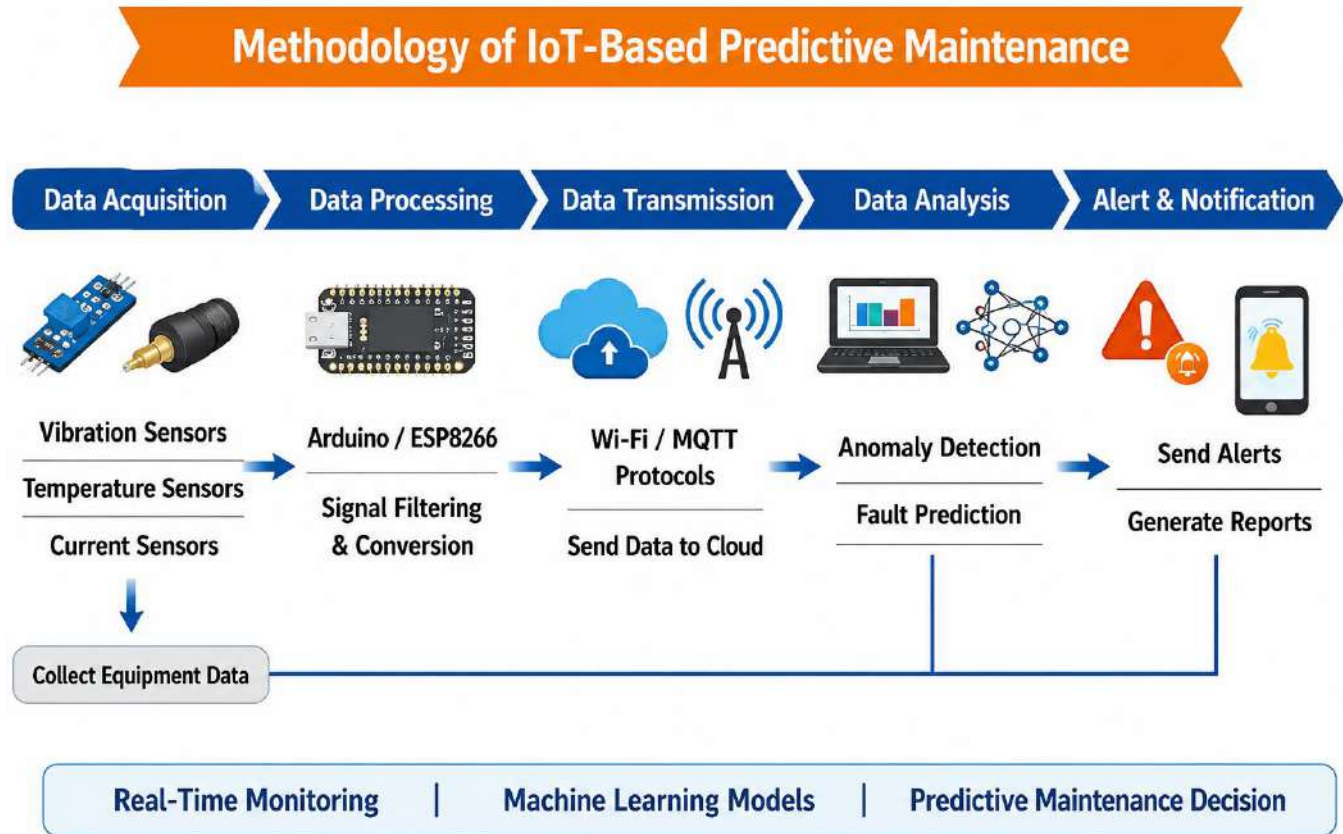 Methodology of IoT-Based Predictive Maintenance
Data Acquisition
Data Processing
Data Transmission
Data Analysis
Alert & Notification
Vibration Sensors
Temperature Sensors
Current Sensors
Arduino / ESP8266
Signal Filtering
& Conversion
Wi-Fi / MQTT
Protocols
Send Data to Cloud
Anomaly Detection
Fault Prediction
Send Alerts
Generate Reports
Collect Equipment Data
Real-Time Monitoring | Machine Learning Models | Predictive Maintenance Decision